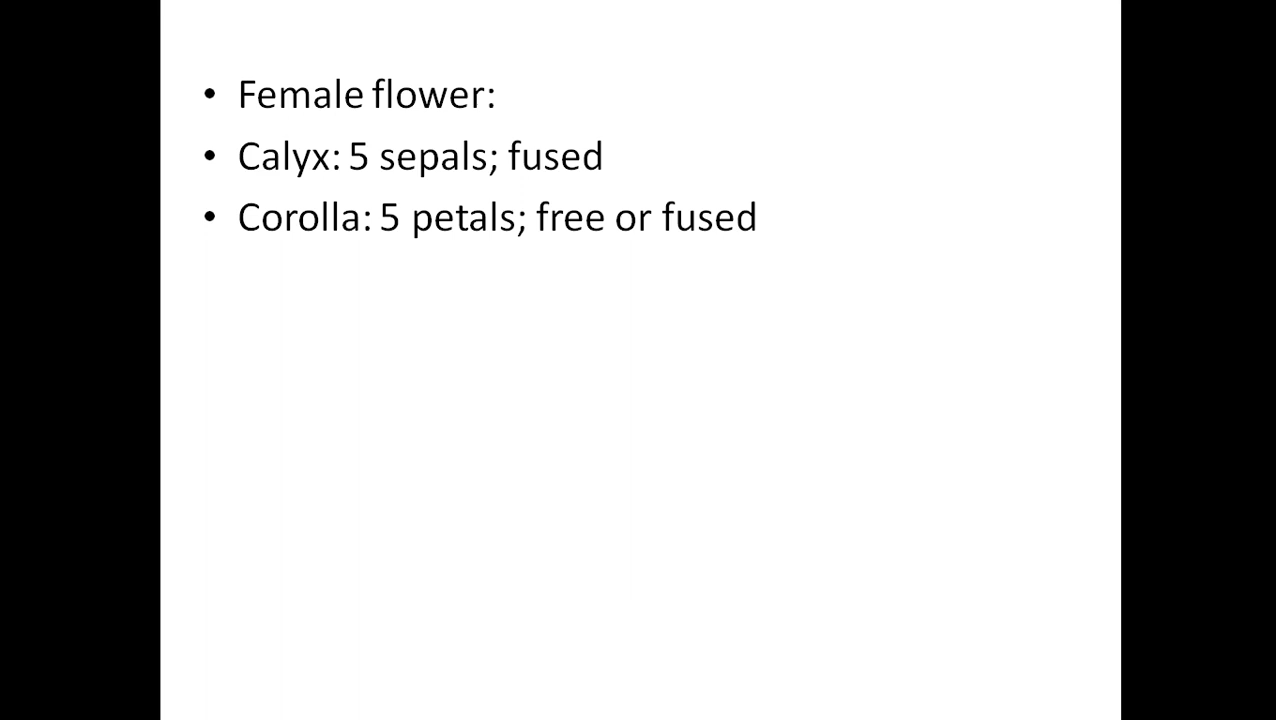 • Female flower:
• Calyx: 5 sepals; fused
• Corolla: 5 petals; free or fused